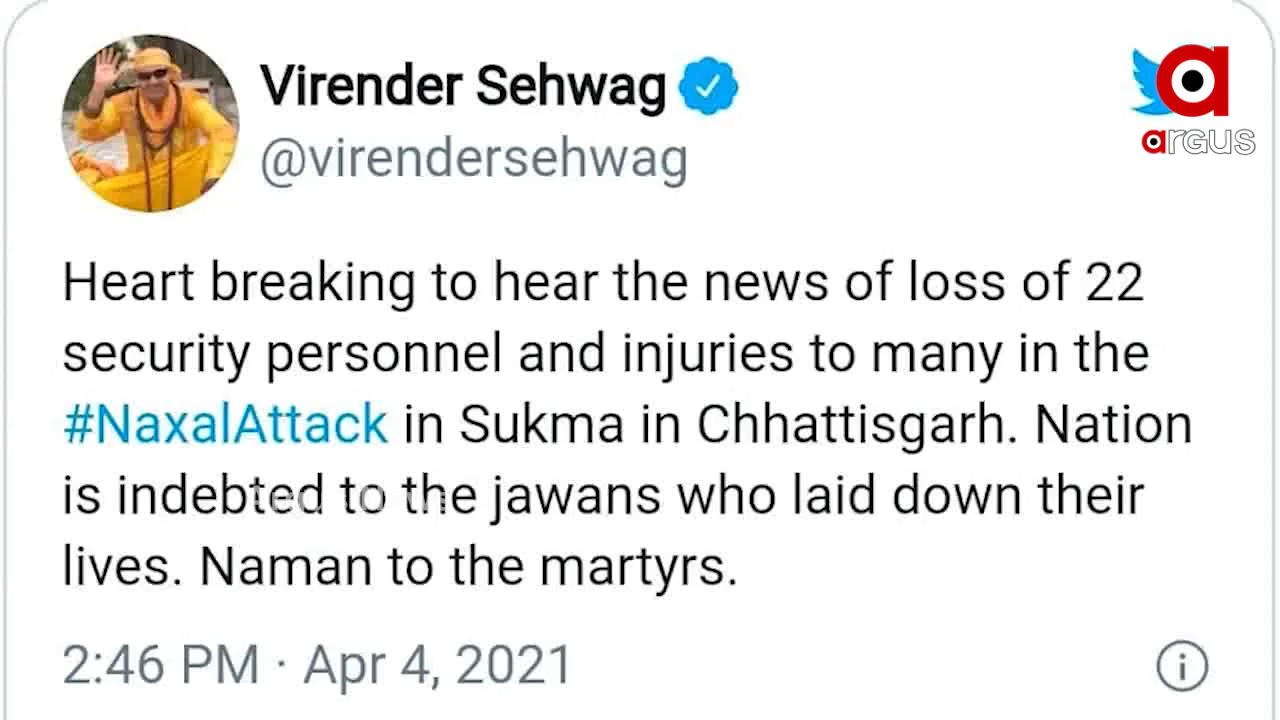 Virender Sehwag
@virendersehwag
argus
Heart breaking to hear the news of loss of 22
security personnel and injuries to many in the
#NaxalAttack in Sukma in Chhattisgarh. Nation
is indebted to the jawans who laid down their
lives. Naman to the martyrs.
2:46 PM · Apr 4, 2021